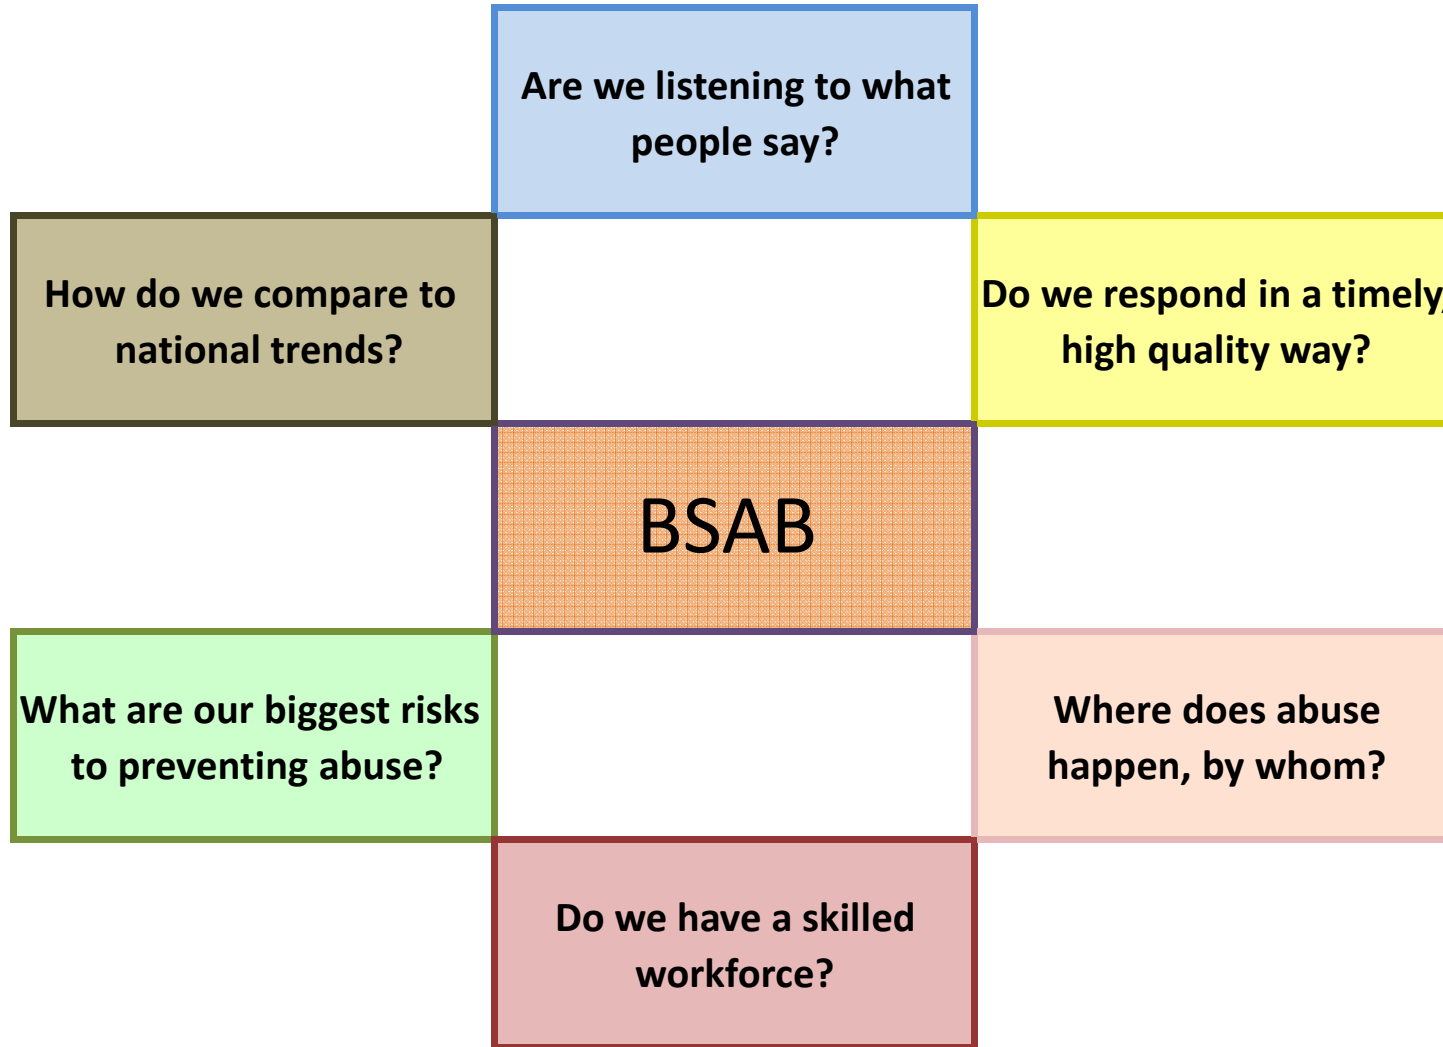 Are we listening to what
people say?
How do we compare to
national trends?
Do we respond in a timely,
high quality way?
BSAB
What are our biggest risks
to preventing abuse?
Where does abuse
happen, by whom?
Do we have a skilled
workforce?